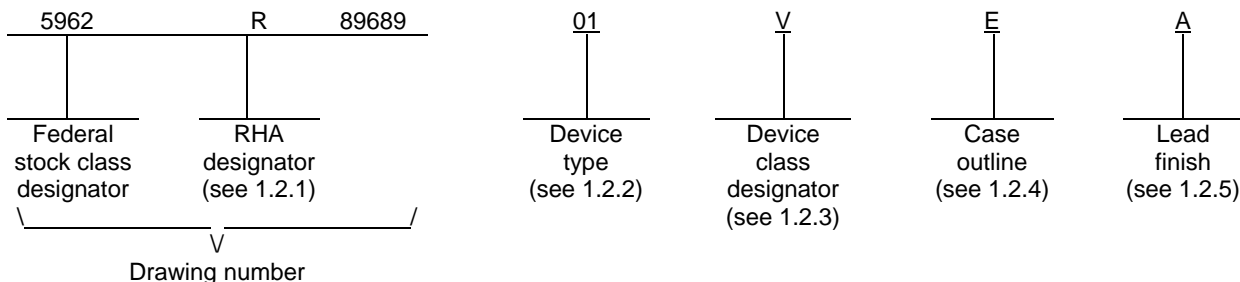 5962 R 89689 01 V E A
Federal stock class designator
RHA designator (see 1.2.1)
Device type (see 1.2.2)
Device class designator (see 1.2.3)
Case outline (see 1.2.4)
Lead finish (see 1.2.5)
\ /
\/
Drawing number